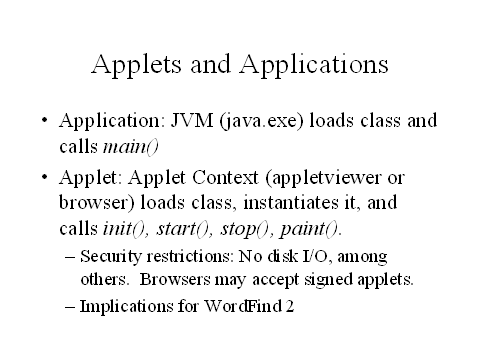 Applets and Applications
• Application: JVM (java.exe) loads class and
calls main()
• Applet: Applet Context (appletviewer or
browser) loads class, instantiates it, and
calls init(), start(), stop(), paint().
– Security restrictions: No disk I/O, among
others. Browsers may accept signed applets.
– Implications for WordFind 2